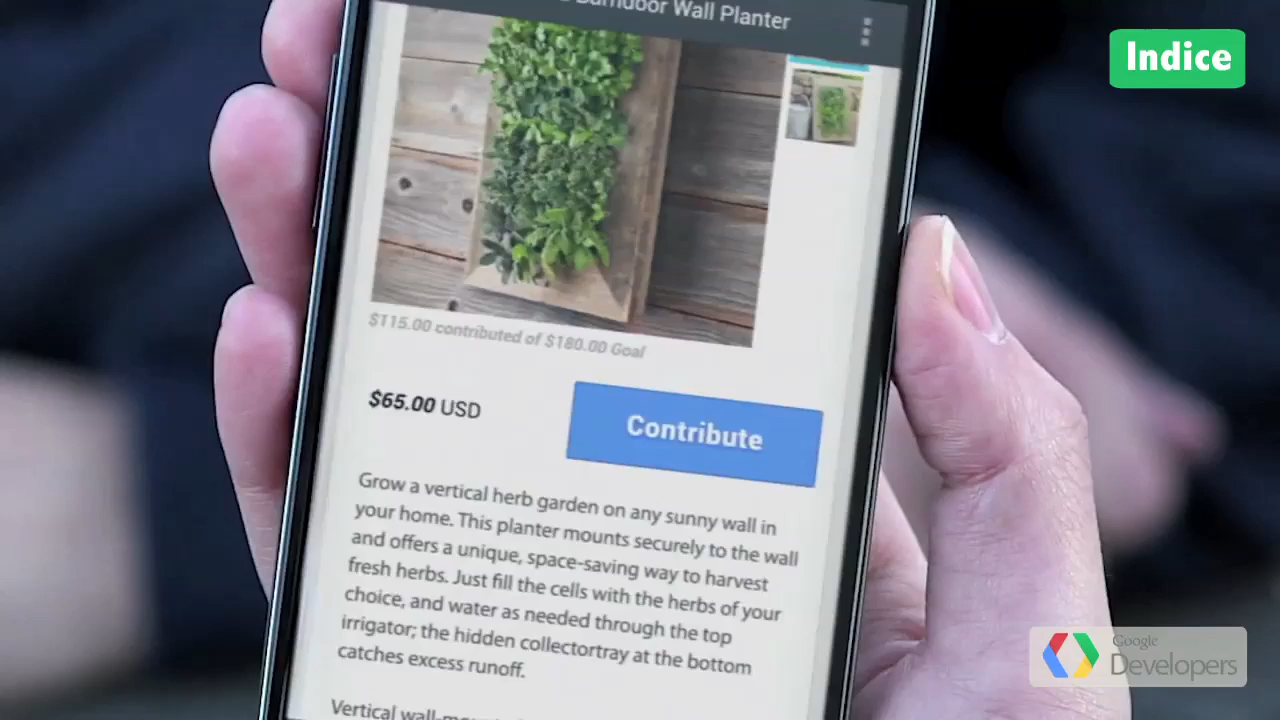 Barndoor Wall Planter
Indice
$115.00 contributed of $180.00 Goal
$65.00 USD
Contribute
Grow a vertical herb garden on any sunny wall in
your home. This planter mounts securely to the wall
and offers a unique, space-saving way to harvest
fresh herbs. Just fill the cells with the herbs of your
choice, and water as needed through the top
irrigator; the hidden collectortray at the bottom
catches excess runoff.
Vertical
Google
Developers